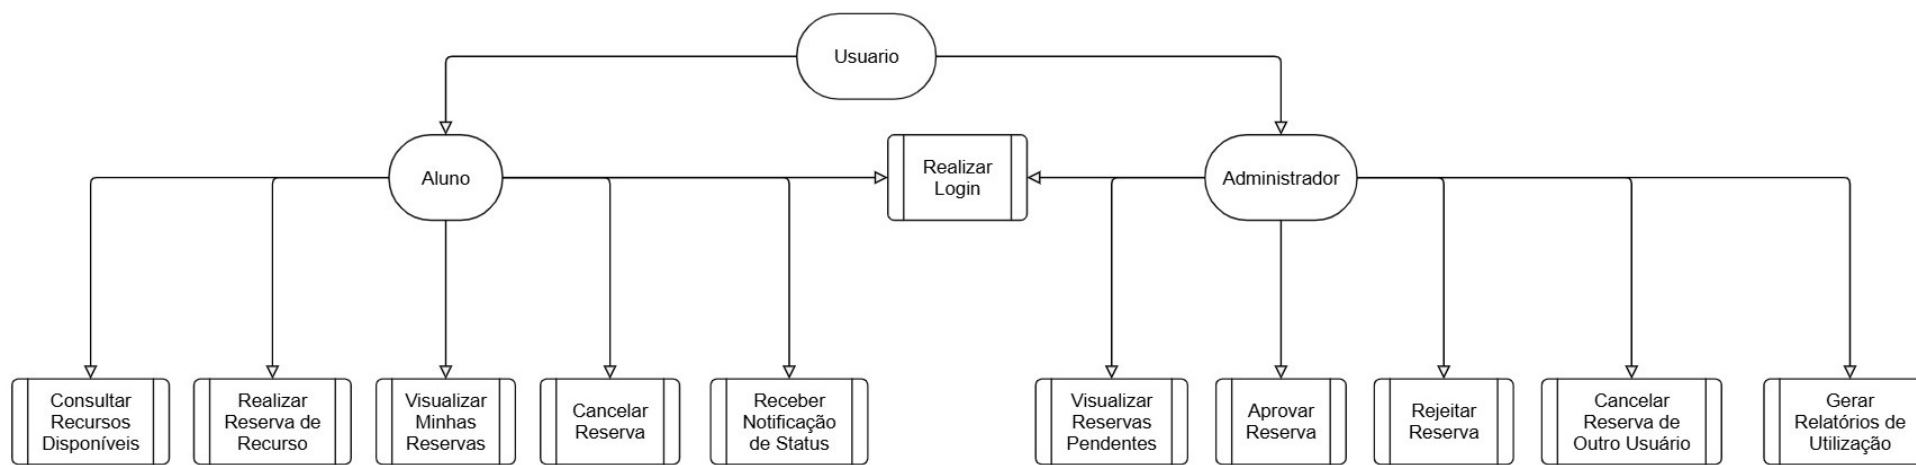 Usuario
Aluno
Realizar
Login
Administrador
Consultar
Recursos
Disponíveis
Realizar
Reserva de
Recurso
Visualizar
Minhas
Reservas
Cancelar
Reserva
Receber
Notificação
de Status
Visualizar
Reservas
Pendentes
Aprovar
Reserva
Rejeitar
Reserva
Cancelar
Reserva de
Outro Usuário
Gerar
Relatórios de
Utilização